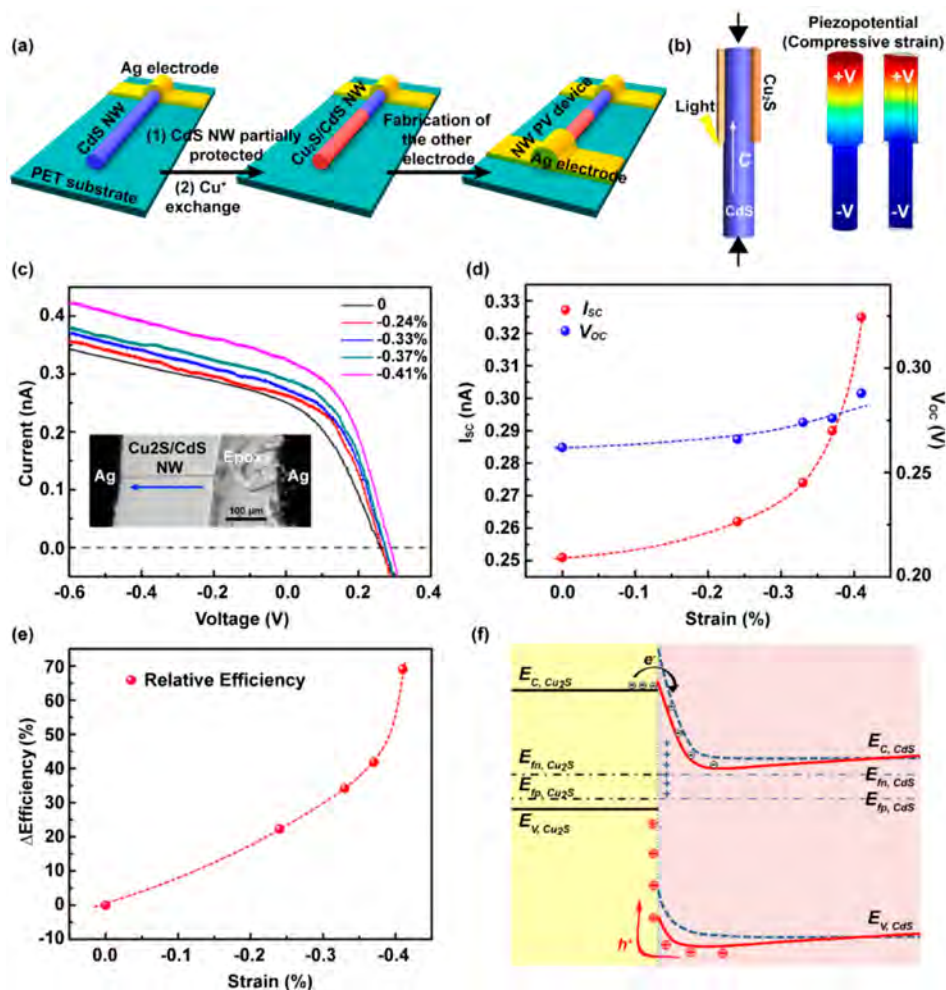 (a)
Ag electrode
CdS NW
PET substrate
(1) CdS NW partially
protected
(2) Cu⁺
exchange
Cu₂S/CdS NW
Fabrication of
the other
electrode
NW PV device
Ag electrode
(b)
Light
C
CdS
Cu₂S
Piezopotential
(Compressive strain)
+V
+V
-V
-V
(c)
Current (nA)
0.4
0.3
0.2
0.1
0.0
0
-0.24%
-0.33%
-0.37%
-0.41%
Ag
Cu2S/CdS
NW
Epoxy
Ag
100 µm
-0.6
-0.4
-0.2
0.0
0.2
0.4
Voltage (V)
(d)
I_SC (nA)
0.33
0.32
0.31
0.30
0.29
0.28
0.27
0.26
0.25
I_SC
V_OC
0.30
0.25
0.20
V_OC (V)
0.0
-0.1
-0.2
-0.3
-0.4
Strain (%)
(e)
ΔEfficiency (%)
70
60
50
40
30
20
10
0
-10
Relative Efficiency
0.0
-0.1
-0.2
-0.3
-0.4
Strain (%)
(f)
e⁻
E_C, Cu₂S
E_C, CdS
E_fn, Cu₂S
E_fn, CdS
E_fp, Cu₂S
E_fp, CdS
E_V, Cu₂S
E_V, CdS
h⁺